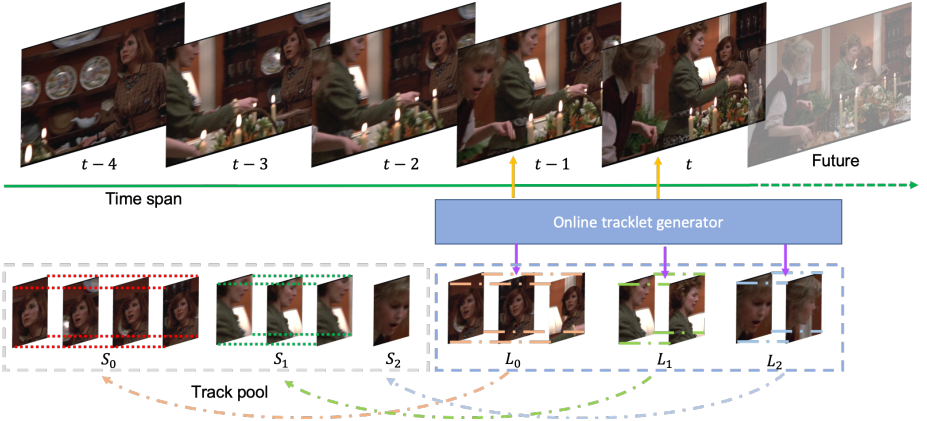 t − 4
t − 3
t − 2
t − 1
t
Future
Time span
Online tracklet generator
S₀
S₁
S₂
L₀
L₁
L₂
Track pool